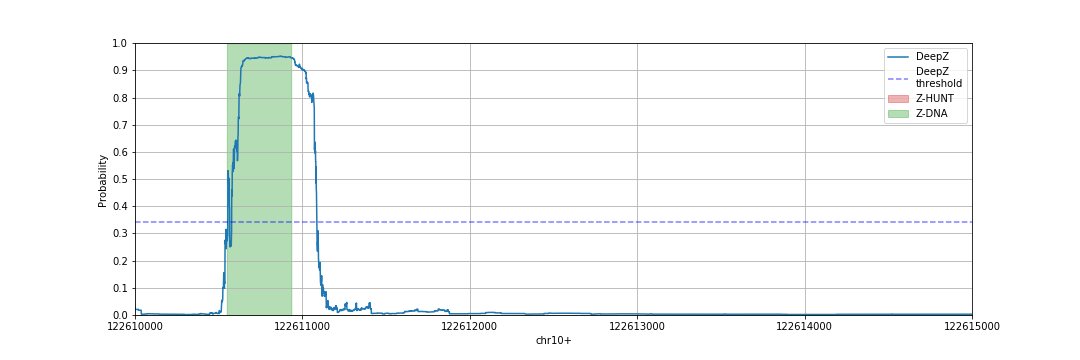 1.0
0.9
0.8
0.7
0.6
0.5
0.4
0.3
0.2
0.1
0.0
Probability
122610000
122611000
122612000
122613000
122614000
122615000
chr10+
DeepZ
DeepZ
threshold
Z-HUNT
Z-DNA